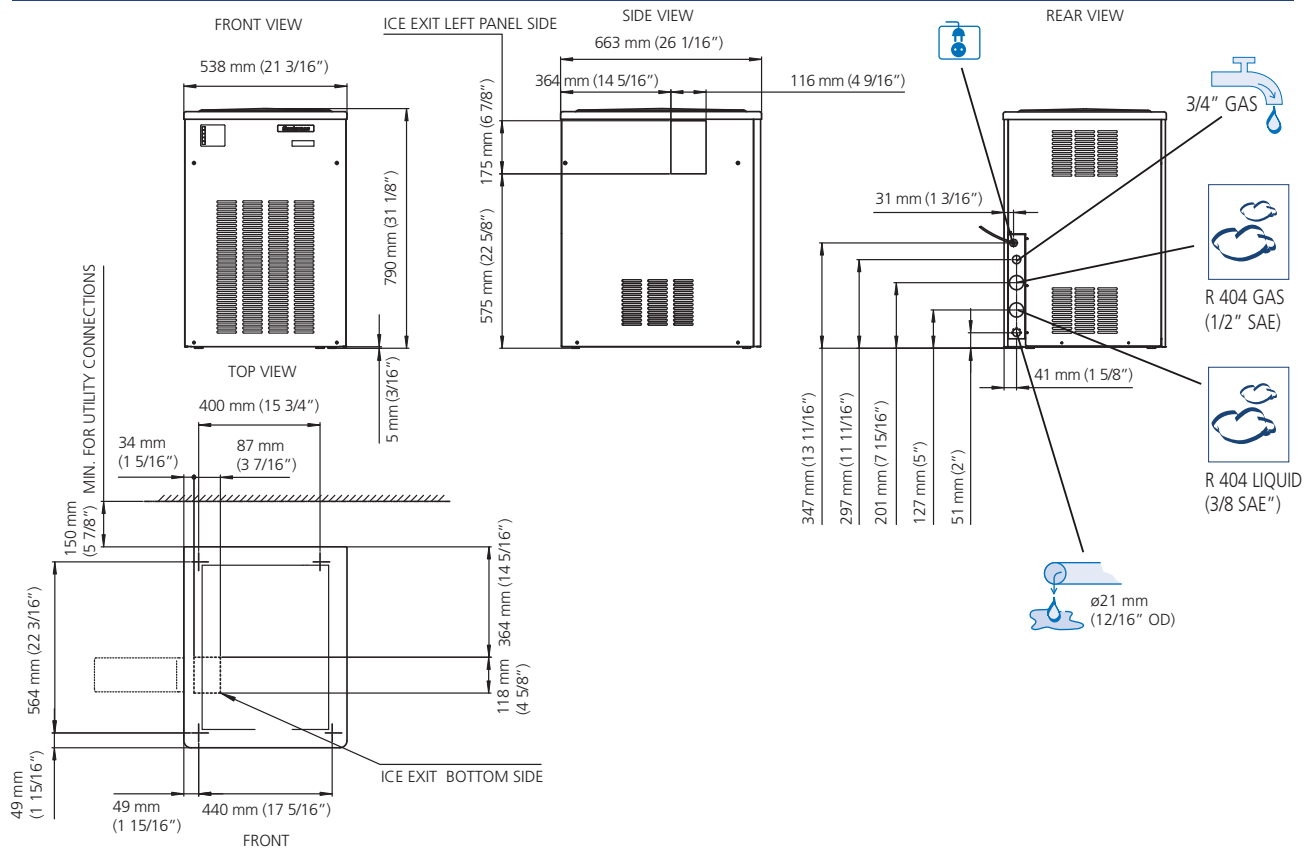 FRONT VIEW
538 mm (21 3/16”)
790 mm (31 1/8”)
5 mm (3/16”)
ICE EXIT LEFT PANEL SIDE
SIDE VIEW
663 mm (26 1/16”)
364 mm (14 5/16”)
116 mm (4 9/16”)
175 mm (6 7/8”)
575 mm (22 5/8”)
REAR VIEW
3/4” GAS
31 mm (1 3/16”)
R 404 GAS
(1/2” SAE)
41 mm (1 5/8”)
R 404 LIQUID
(3/8 SAE”)
347 mm (13 11/16”)
297 mm (11 11/16”)
201 mm (7 15/16”)
127 mm (5”)
51 mm (2”)
ø21 mm
(12/16” OD)
TOP VIEW
400 mm (15 3/4”)
34 mm
(1 5/16”)
87 mm
(3 7/16”)
MIN. FOR UTILITY CONNECTIONS
150 mm
(5 7/8”)
564 mm (22 3/16”)
364 mm (14 5/16”)
118 mm
(4 5/8”)
49 mm
(1 15/16”)
ICE EXIT BOTTOM SIDE
49 mm
(1 15/16”)
440 mm (17 5/16”)
FRONT